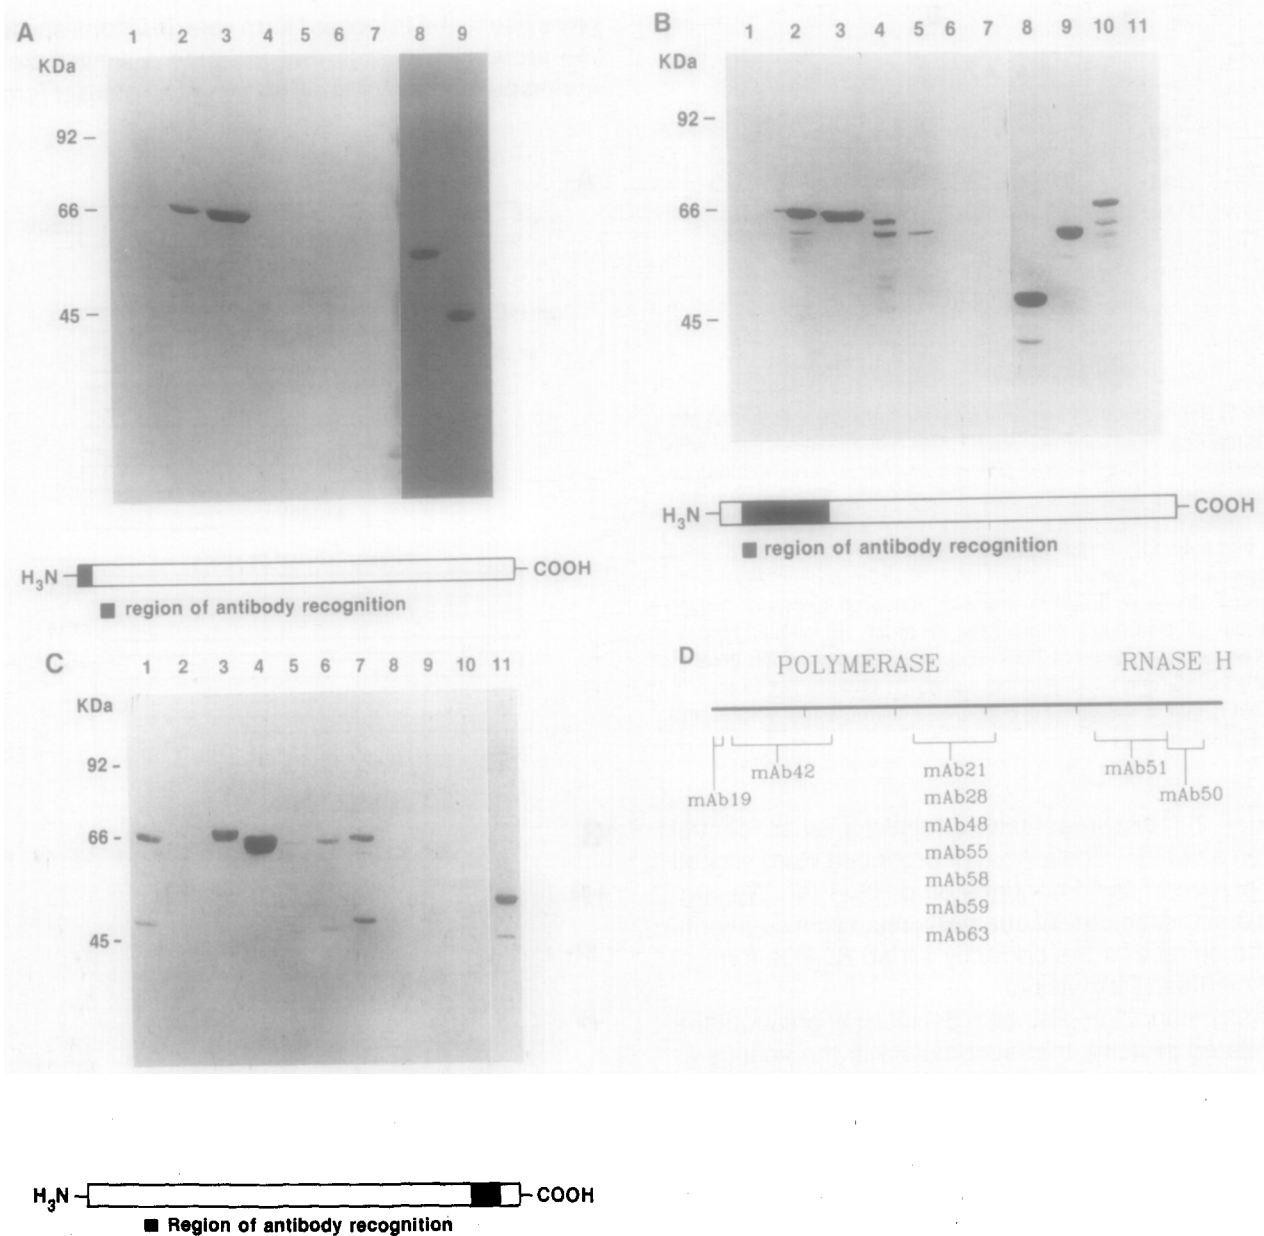 A
1 2 3 4 5 6 7 8 9
KDa
92
66
45
H3N COOH
region of antibody recognition
B
1 2 3 4 5 6 7 8 9 10 11
KDa
92
66
45
H3N COOH
region of antibody recognition
C
1 2 3 4 5 6 7 8 9 10 11
KDa
92
66
45
H3N COOH
Region of antibody recognition
D
POLYMERASE RNASE H
mAb19
mAb42
mAb21
mAb28
mAb48
mAb55
mAb58
mAb59
mAb63
mAb51
mAb50